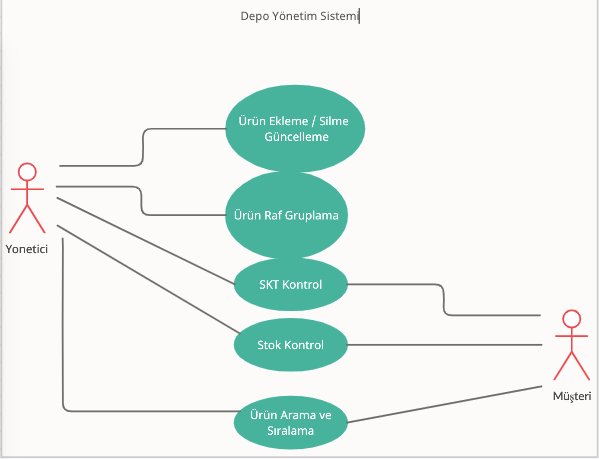 Depo Yönetim Sistemi
Ürün Ekleme / Silme
Güncelleme
Ürün Raf Gruplama
Yonetici
SKT Kontrol
Stok Kontrol
Müşteri
Ürün Arama ve
Sıralama